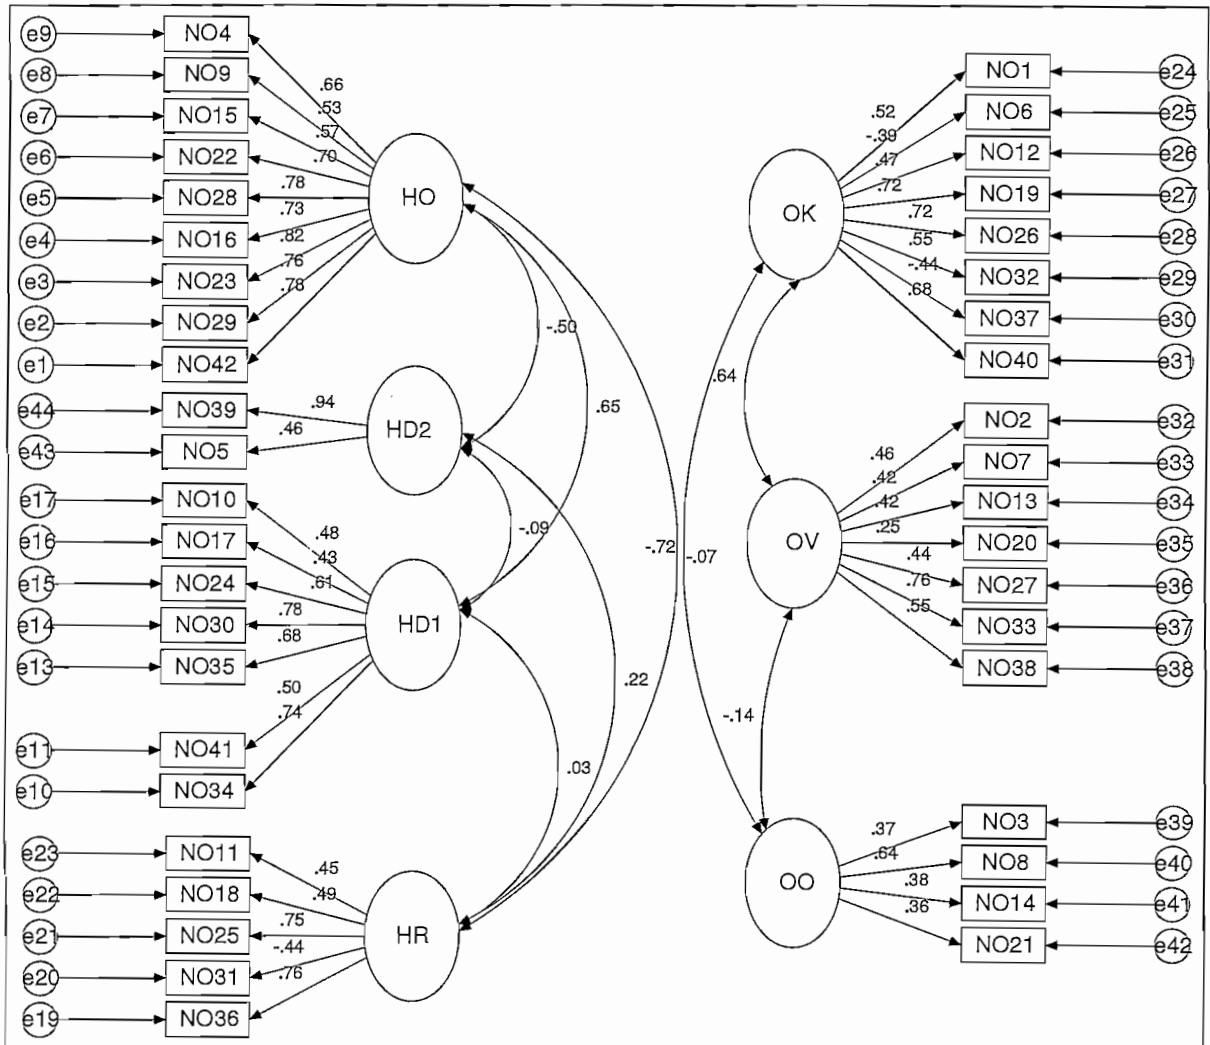 e9 NO4
e8 NO9
e7 NO15
e6 NO22
e5 NO28
e4 NO16
e3 NO23
e2 NO29
e1 NO42
.66
.53
.57
.70
.78
.73
.82
.76
.78
HO
e44 NO39
e43 NO5
.94
.46
HD2
e17 NO10
e16 NO17
e15 NO24
e14 NO30
e13 NO35
e11 NO41
e10 NO34
.48
.43
.61
.78
.68
.50
.74
HD1
e23 NO11
e22 NO18
e21 NO25
e20 NO31
e19 NO36
.45
.49
.75
-.44
.76
HR
-.50
.65
-.09
-.72
.22
.03
OK
.52
-.39
.47
.72
.72
.55
-.44
.68
NO1 e24
NO6 e25
NO12 e26
NO19 e27
NO26 e28
NO32 e29
NO37 e30
NO40 e31
.64
-.07
-.14
OV
.46
.42
.42
.25
.44
.76
.55
NO2 e32
NO7 e33
NO13 e34
NO20 e35
NO27 e36
NO33 e37
NO38 e38
OO
.37
.64
.38
.36
NO3 e39
NO8 e40
NO14 e41
NO21 e42